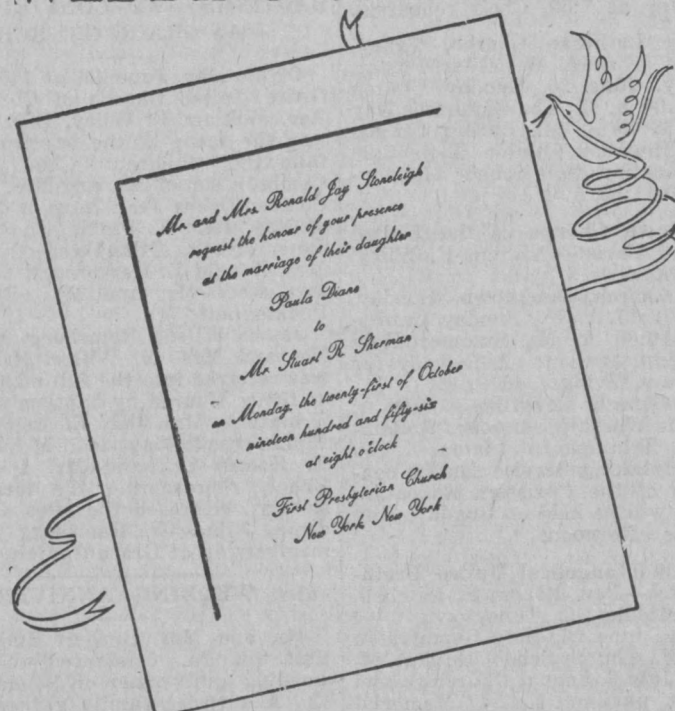 Mr. and Mrs. Ronald Jay Stoneleigh
request the honour of your presence
at the marriage of their daughter
Paula Diane
to
Mr. Stuart R. Sherman
on Monday, the twenty-first of October
nineteen hundred and fifty-six
at eight o'clock
First Presbyterian Church
New York, New York